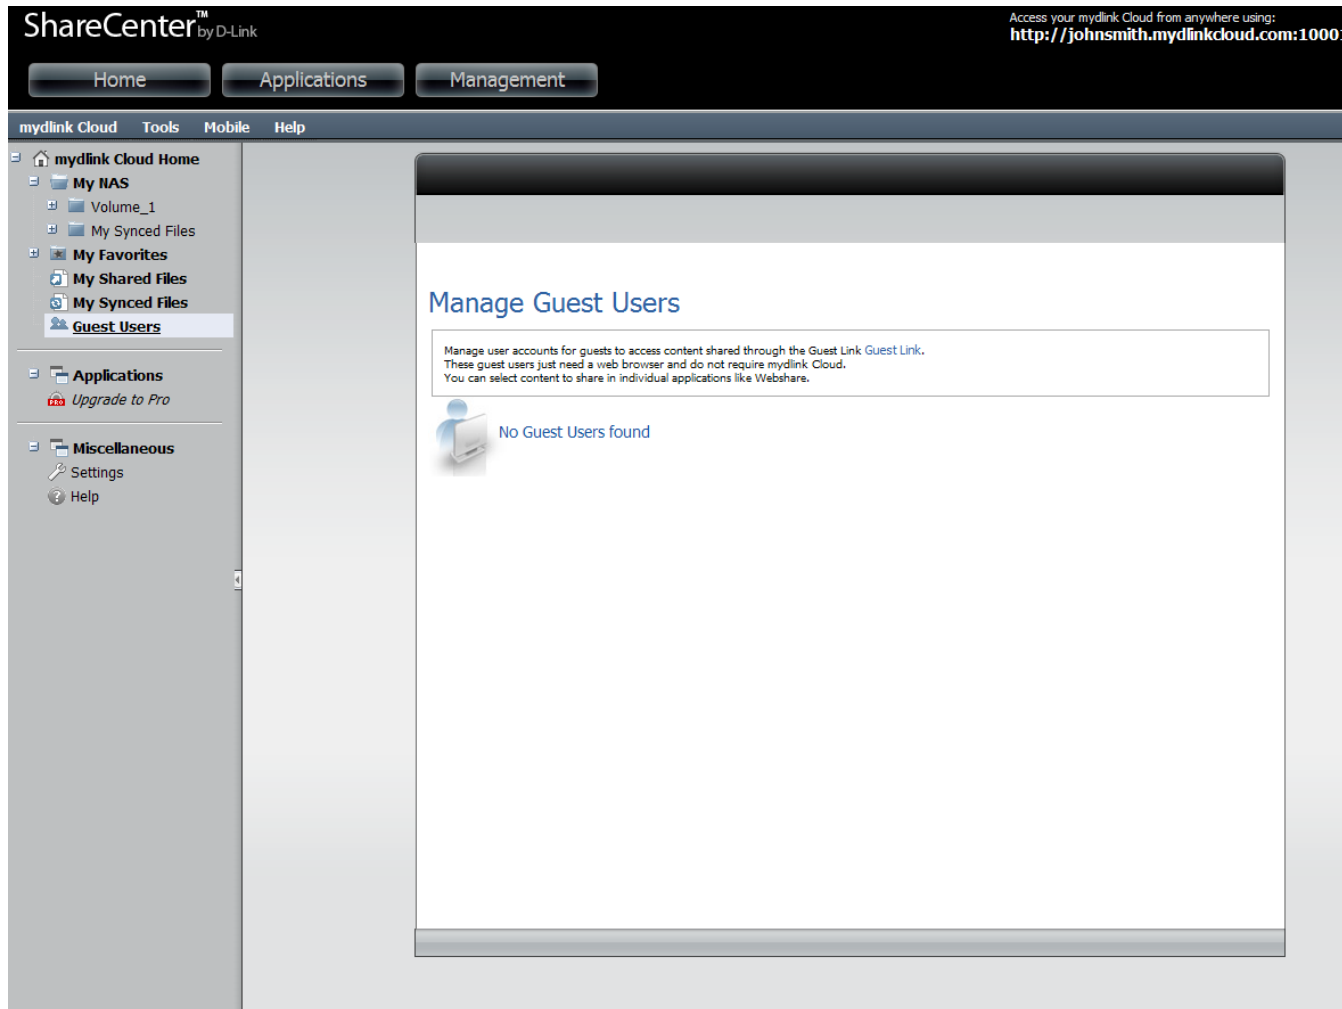 ShareCenter™ by D-Link
Access your mydlink Cloud from anywhere using:
http://johnsmith.mydlinkcloud.com:10001
Home
Applications
Management
mydlink Cloud
Tools
Mobile
Help
mydlink Cloud Home
My NAS
Volume_1
My Synced Files
My Favorites
My Shared Files
My Synced Files
Guest Users
Applications
PRO
Upgrade to Pro
Miscellaneous
Settings
Help
Manage Guest Users
Manage user accounts for guests to access content shared through the Guest Link Guest Link.
These guest users just need a web browser and do not require mydlink Cloud.
You can select content to share in individual applications like Webshare.
No Guest Users found